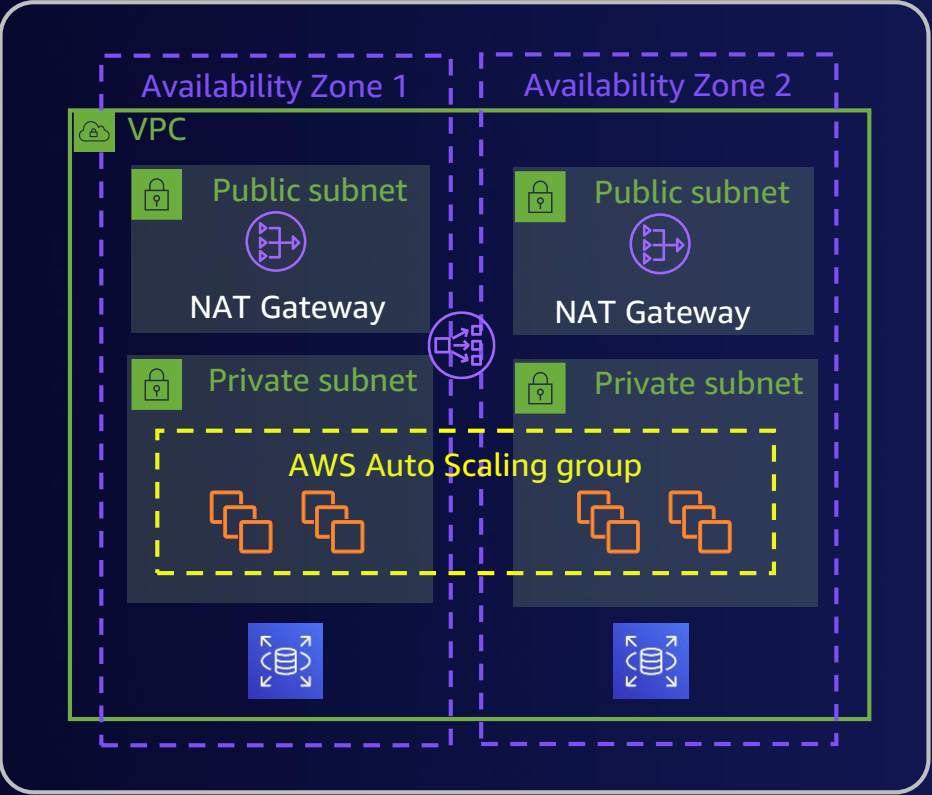 Availability Zone 1
Availability Zone 2
VPC
Public subnet
Public subnet
NAT Gateway
NAT Gateway
Private subnet
Private subnet
AWS Auto Scaling group